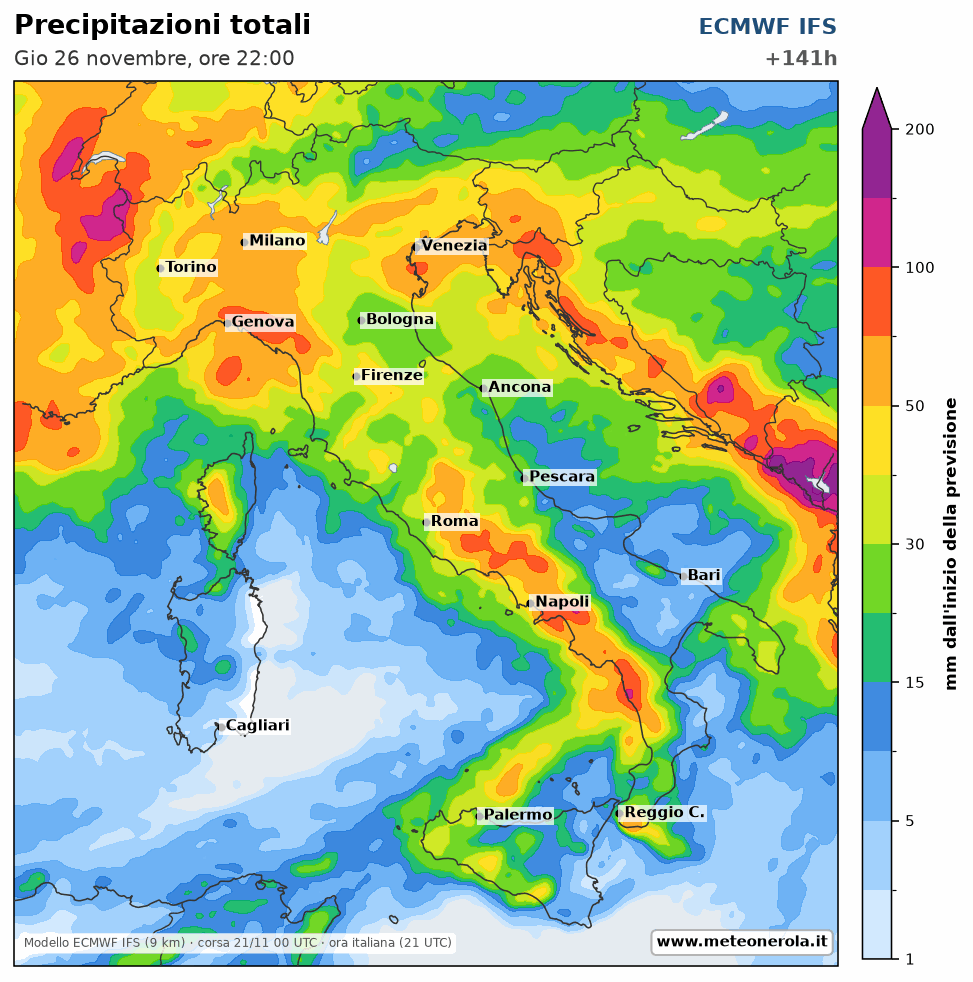 Precipitazioni totali
ECMWF IFS
Gio 26 novembre, ore 22:00
+141h
200
100
50
30
15
5
1
mm dall'inizio della previsione
Milano
Venezia
Torino
Genova
Bologna
Firenze
Ancona
Pescara
Roma
Bari
Napoli
Cagliari
Palermo
Reggio C.
Modello ECMWF IFS (9 km) · corsa 21/11 00 UTC · ora italiana (21 UTC)
www.meteonerola.it